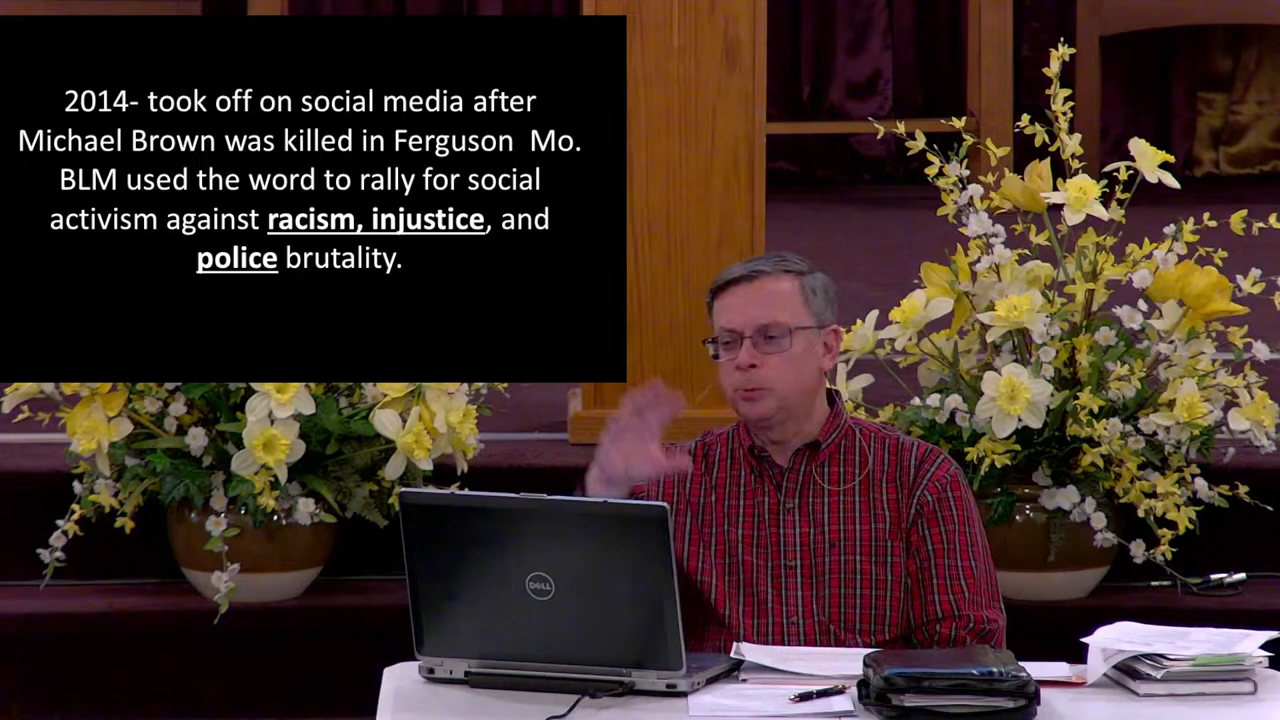 2014- took off on social media after
Michael Brown was killed in Ferguson  Mo.
BLM used the word to rally for social
activism against racism, injustice, and
police brutality.
DELL